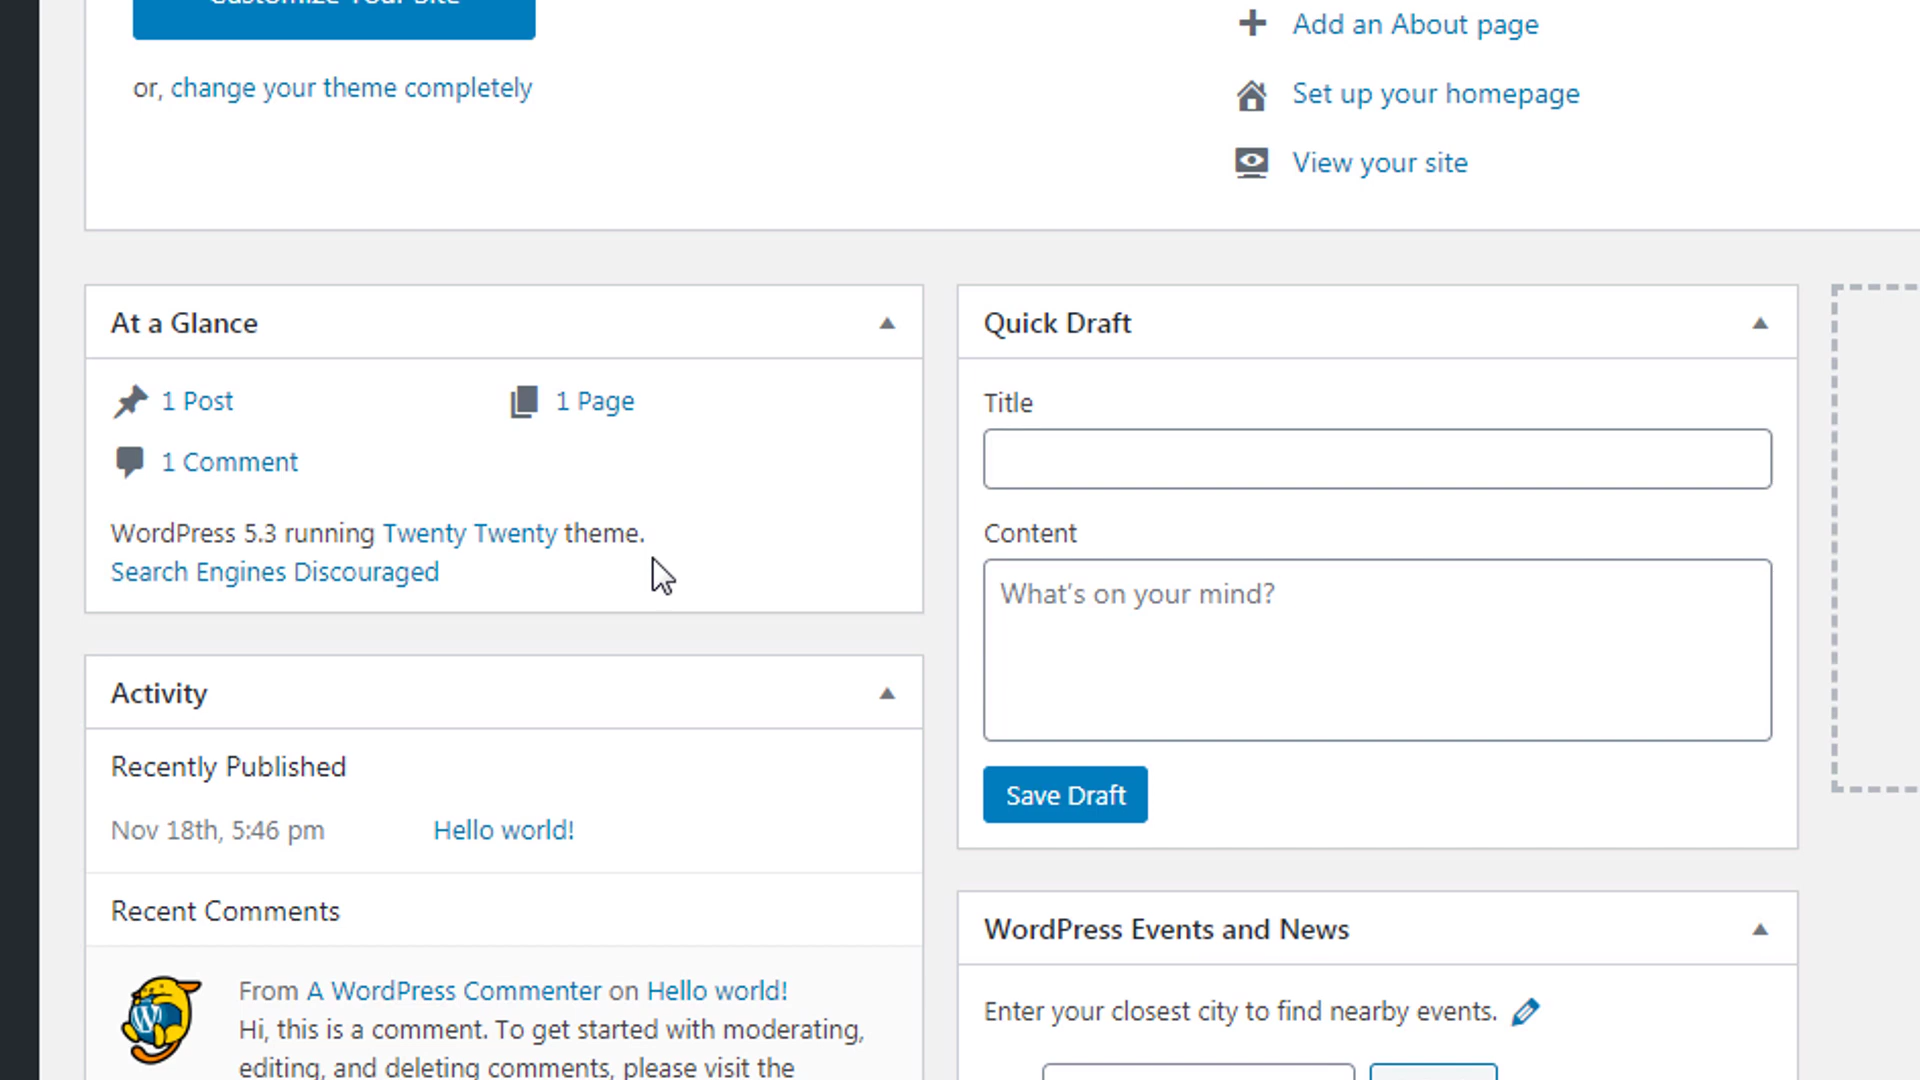 Customize Your Site
or, change your theme completely
Add an About page
Set up your homepage
View your site
At a Glance
1 Post
1 Page
1 Comment
WordPress 5.3 running Twenty Twenty theme.
Search Engines Discouraged
Activity
Recently Published
Nov 18th, 5:46 pm
Hello world!
Recent Comments
From A WordPress Commenter on Hello world!
Hi, this is a comment. To get started with moderating,
editing, and deleting comments, please visit the
Quick Draft
Title
Content
What's on your mind?
Save Draft
WordPress Events and News
Enter your closest city to find nearby events.